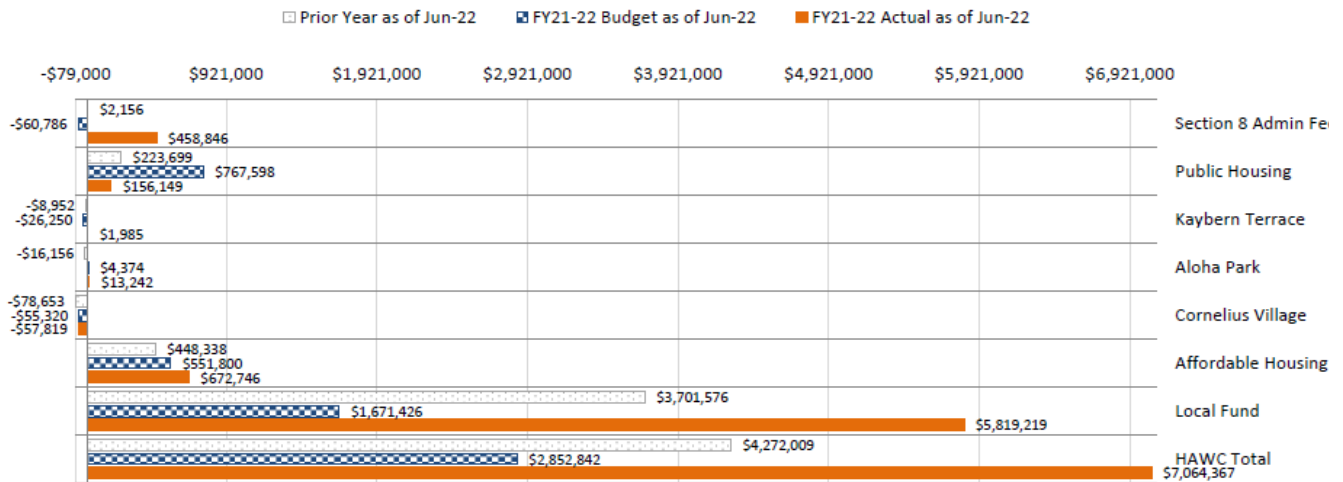 Prior Year as of Jun-22 FY21-22 Budget as of Jun-22 FY21-22 Actual as of Jun-22
-$79,000 $921,000 $1,921,000 $2,921,000 $3,921,000 $4,921,000 $5,921,000 $6,921,000
$2,156
-$60,786 Section 8 Admin Fe
$458,846
$223,699
$767,598 Public Housing
$156,149
-$8,952
-$26,250 Kaybern Terrace
$1,985
-$16,156
$4,374 Aloha Park
$13,242
-$78,653
-$55,320 Cornelius Village
-$57,819
$448,338
$551,800 Affordable Housing
$672,746
$3,701,576
$1,671,426 Local Fund
$5,819,219
$4,272,009
$2,852,842 HAWC Total
$7,064,367